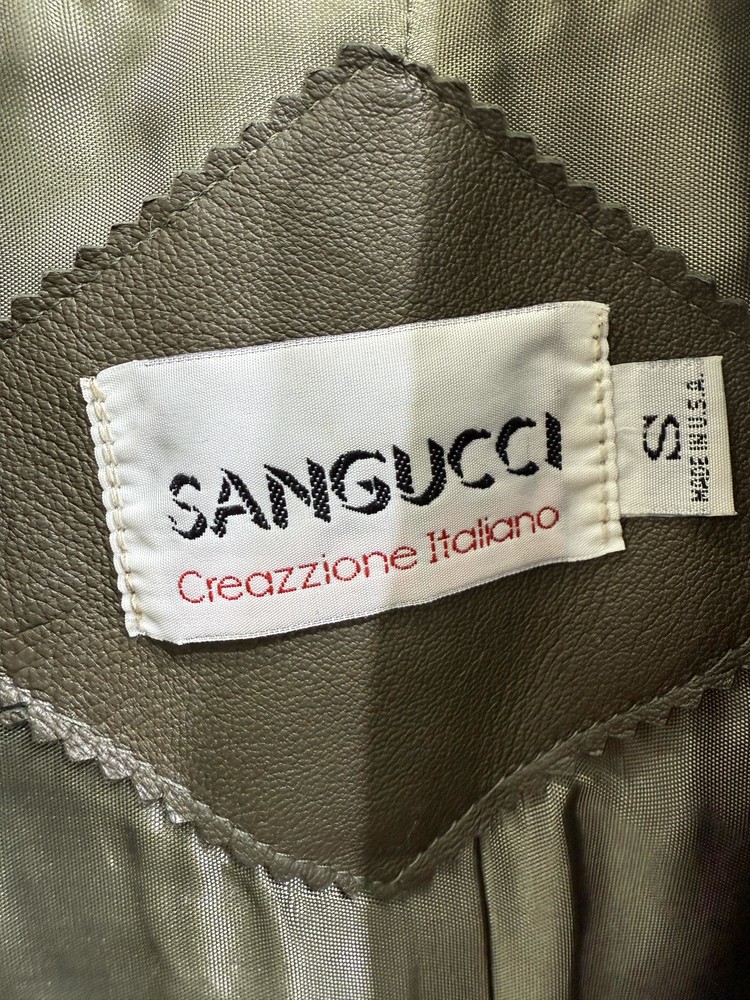 SANGUCCI
Creazzione Italiano
S
MADE IN U.S.A.